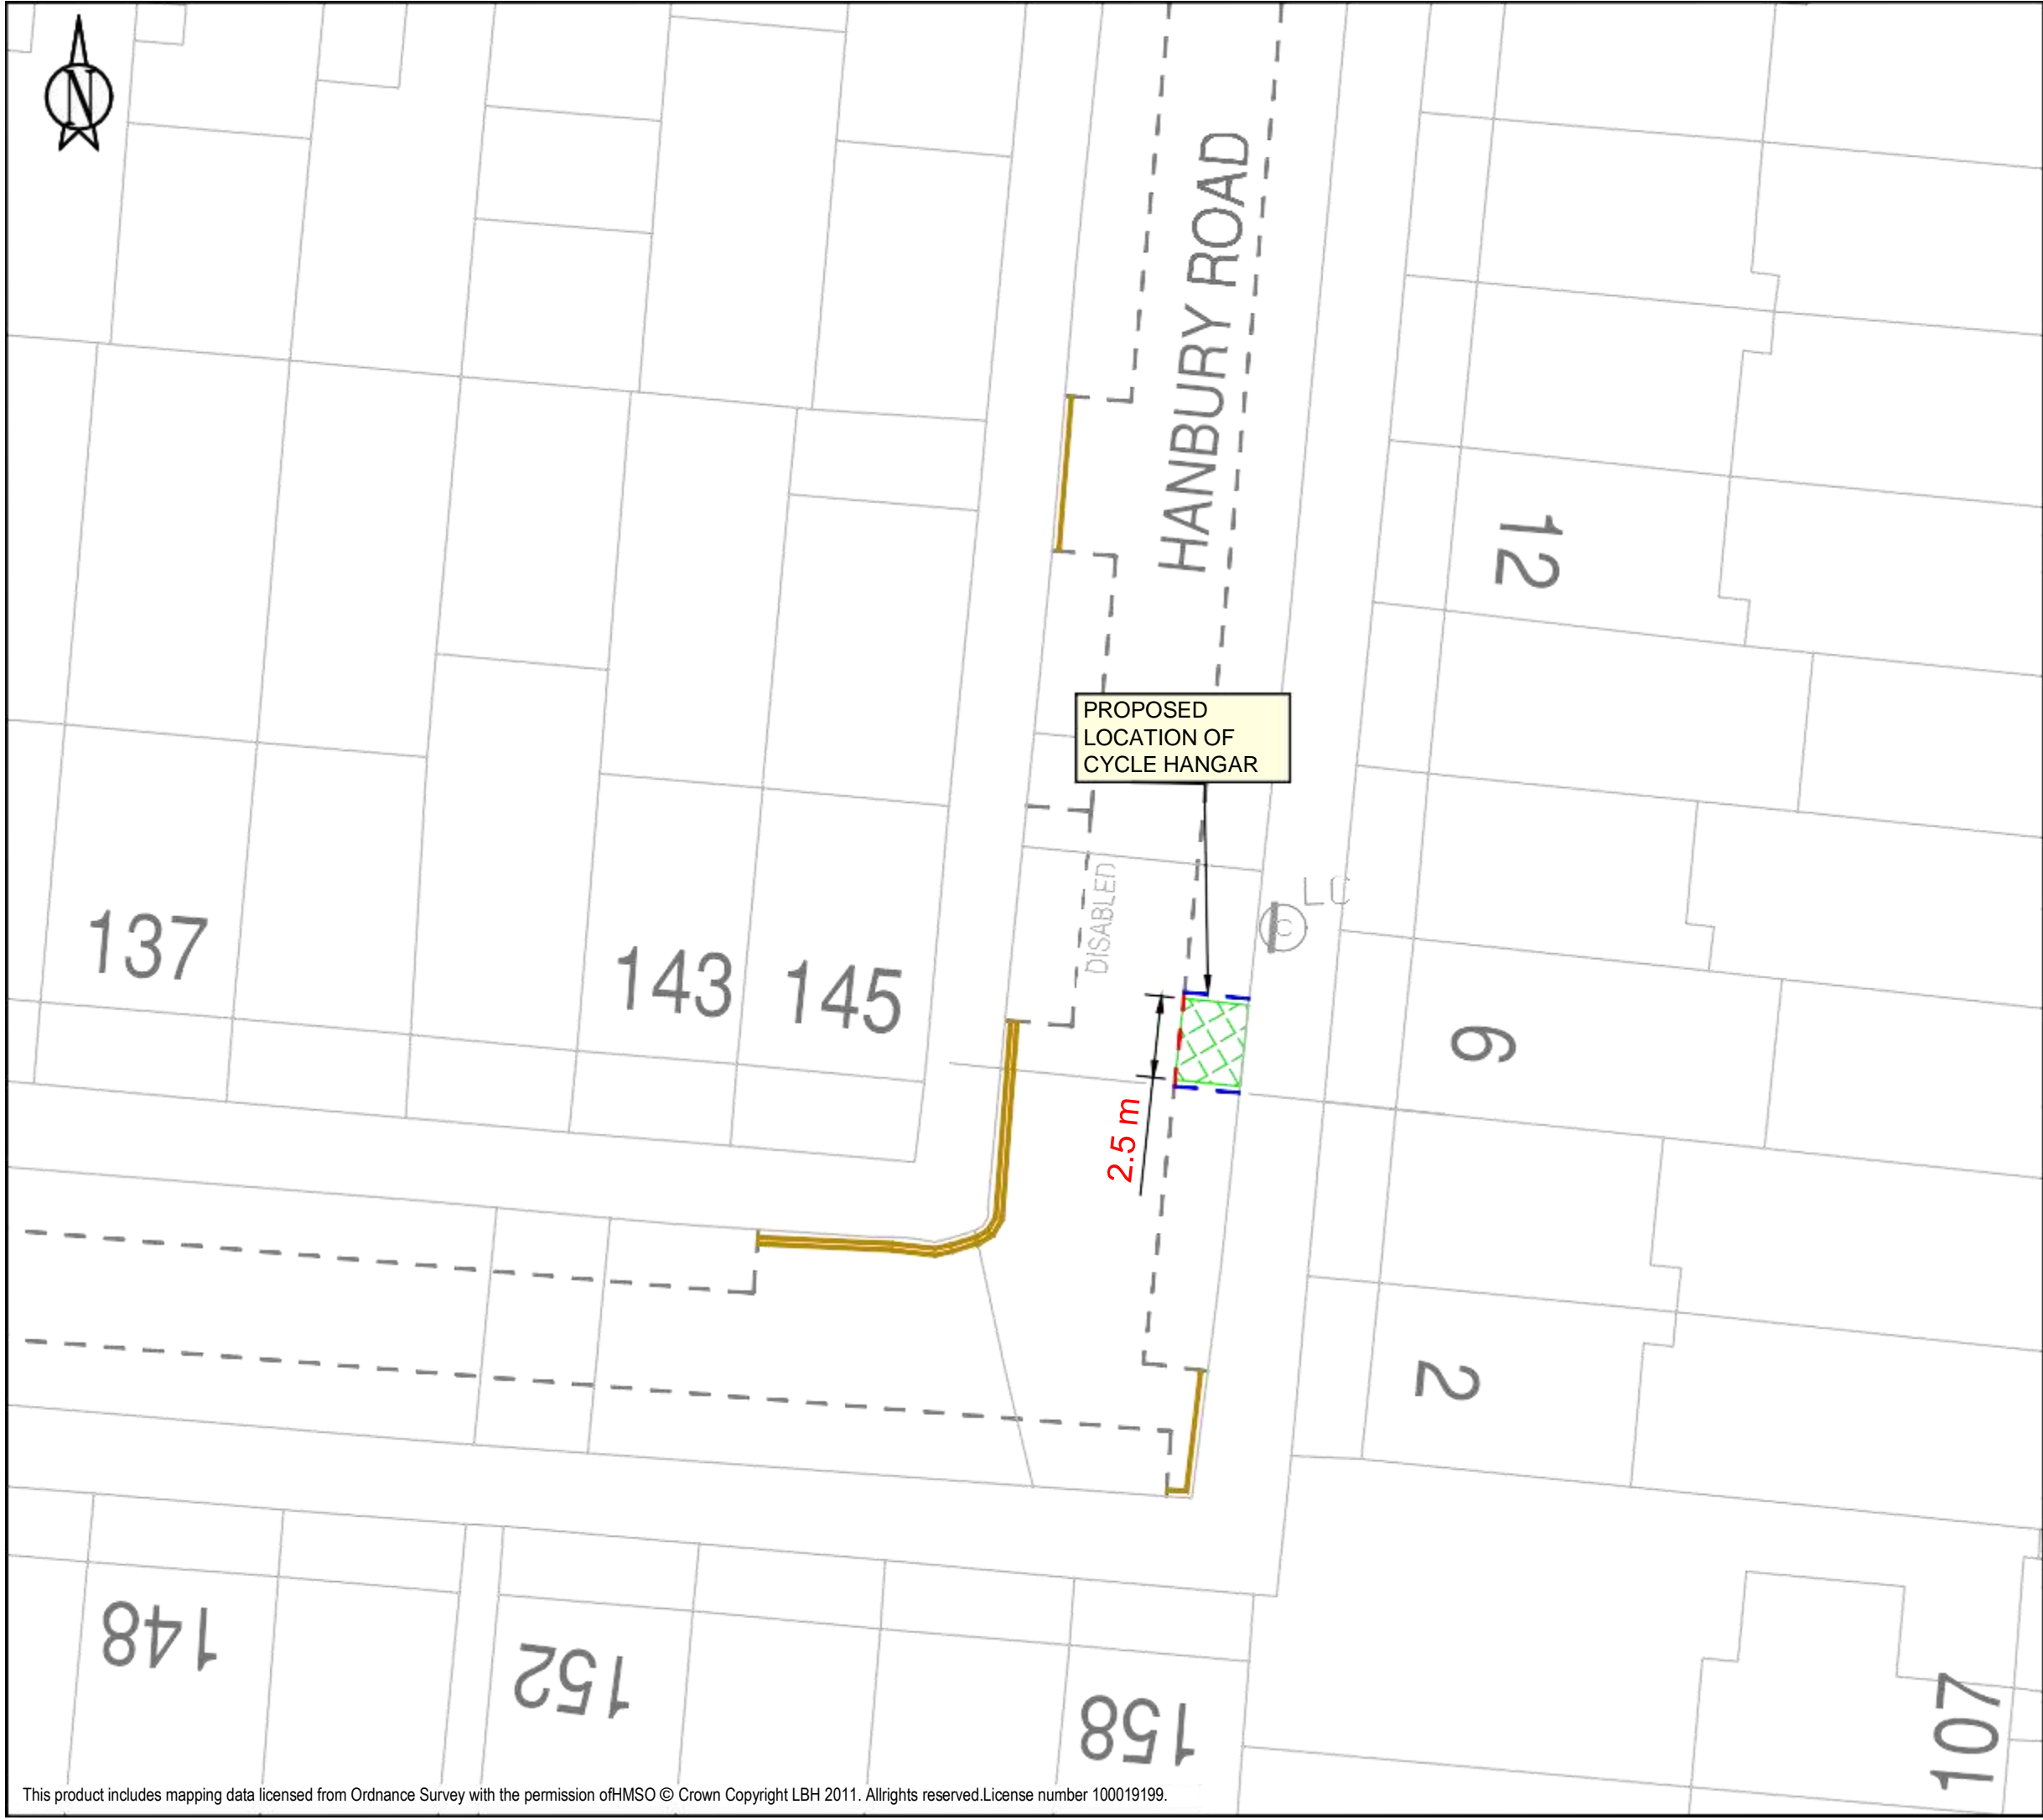 N
HANBURY ROAD
12
PROPOSED
LOCATION OF
CYCLE HANGAR
DISABLED
LC
C
137
143
145
6
2.5 m
2
148
152
158
107
This product includes mapping data licensed from Ordnance Survey with the permission ofHMSO © Crown Copyright LBH 2011. Allrights reserved.License number 100019199.